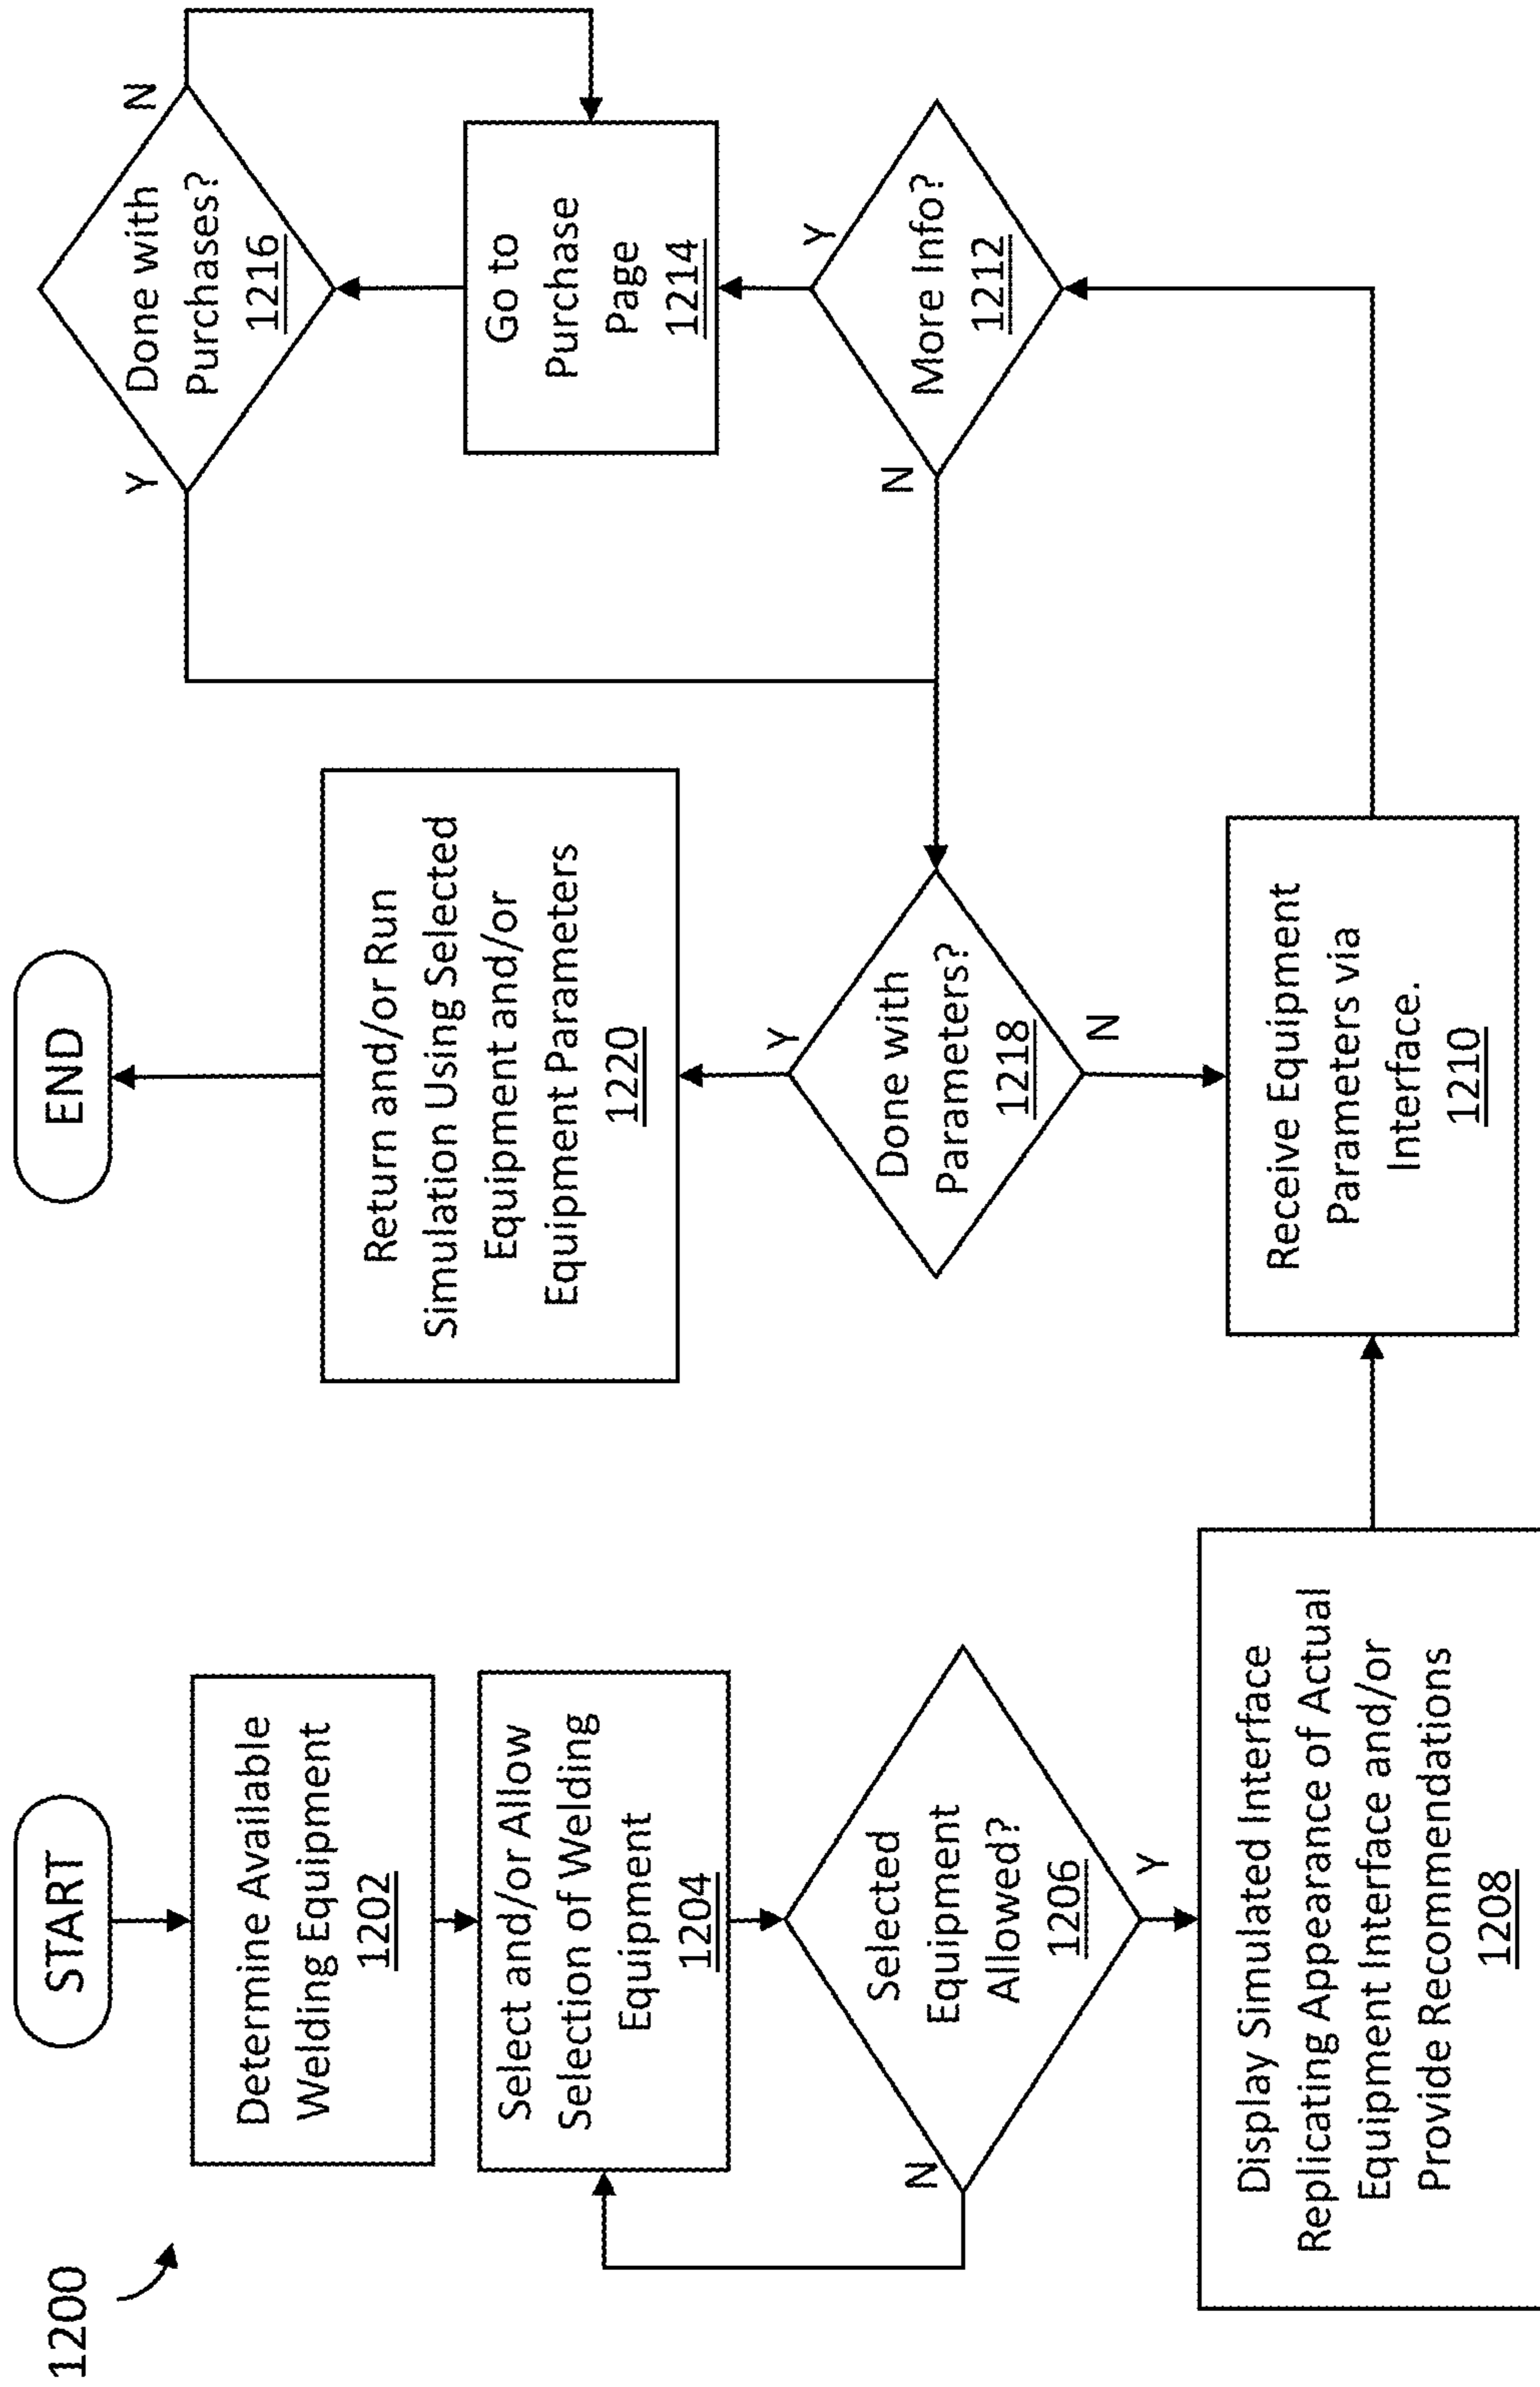 1200
START
Determine Available
Welding Equipment
1202
Select and/or Allow
Selection of Welding
Equipment
1204
Selected
Equipment
Allowed?
1206
N
Y
Display Simulated Interface
Replicating Appearance of Actual
Equipment Interface and/or
Provide Recommendations
1208
Receive Equipment
Parameters via
Interface.
1210
More Info?
1212
Y
N
Go to
Purchase
Page
1214
Done with
Purchases?
1216
Y
N
Done with
Parameters?
1218
Y
N
Return and/or Run
Simulation Using Selected
Equipment and/or
Equipment Parameters
1220
END